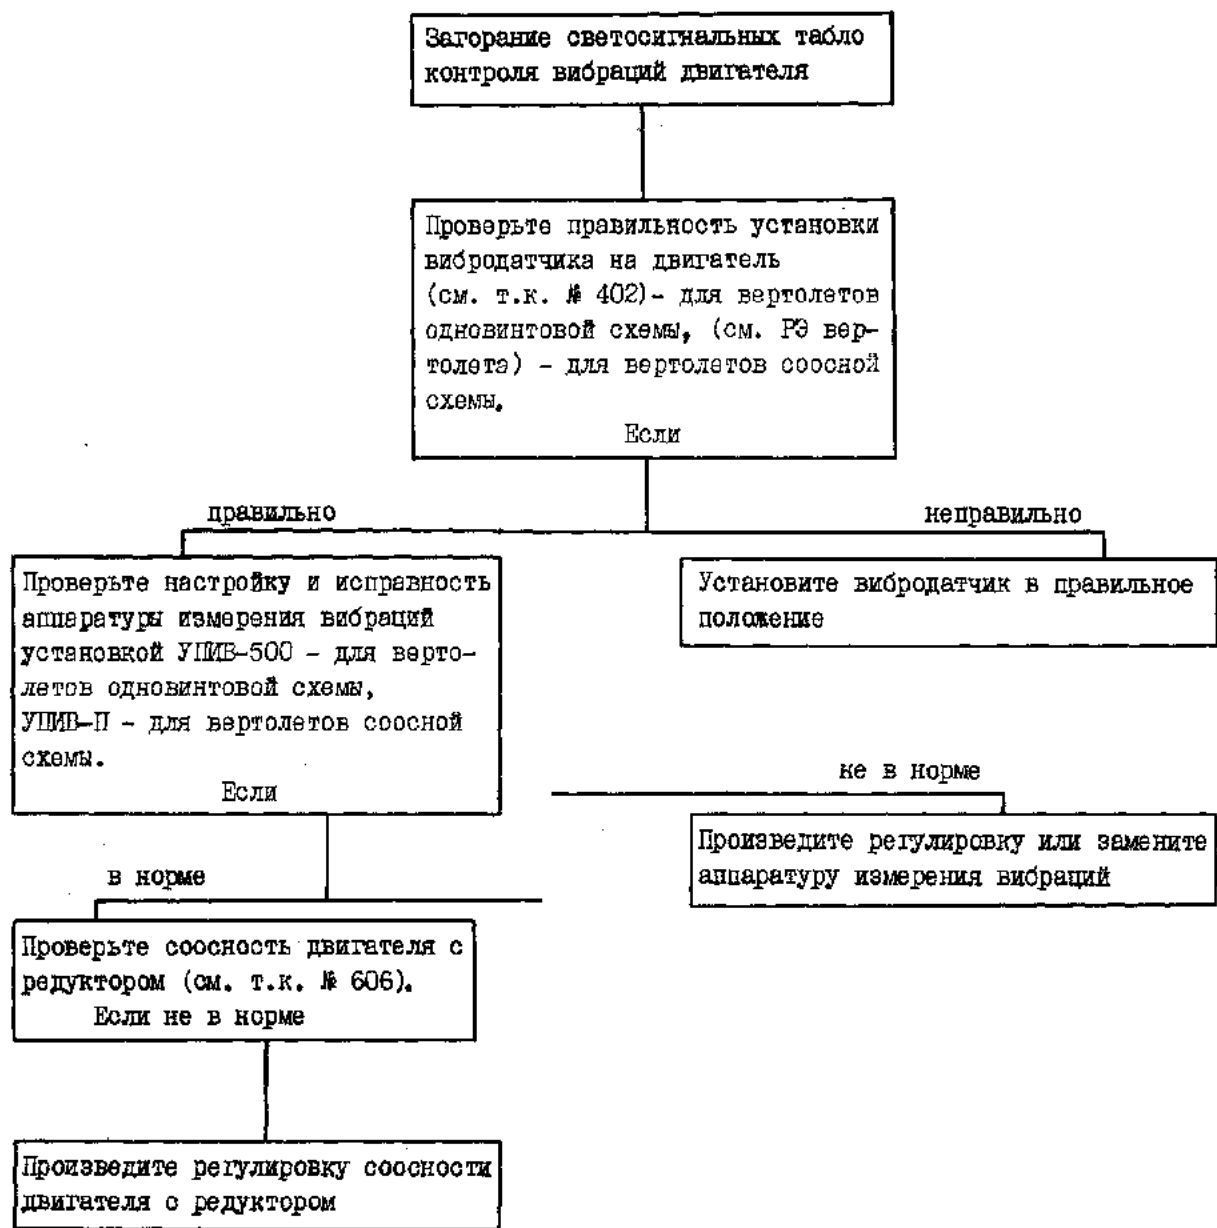 Загорание светосигнальных табло
контроля вибраций двигателя
Проверьте правильность установки
вибродатчика на двигатель
(см. т.к. № 402)- для вертолетов
одновинтовой схемы, (см. РЭ вер-
толета) - для вертолетов соосной
схемы.
Если
правильно
неправильно
Проверьте настройку и исправность
аппаратуры измерения вибраций
установкой УПИВ-500 - для верто-
летов одновинтовой схемы,
УПИВ-П - для вертолетов соосной
схемы.
Если
Установите вибродатчик в правильное
положение
не в норме
Произведите регулировку или замените
аппаратуру измерения вибраций
в норме
Проверьте соосность двигателя с
редуктором (см. т.к. № 606).
Если не в норме
Произведите регулировку соосности
двигателя с редуктором